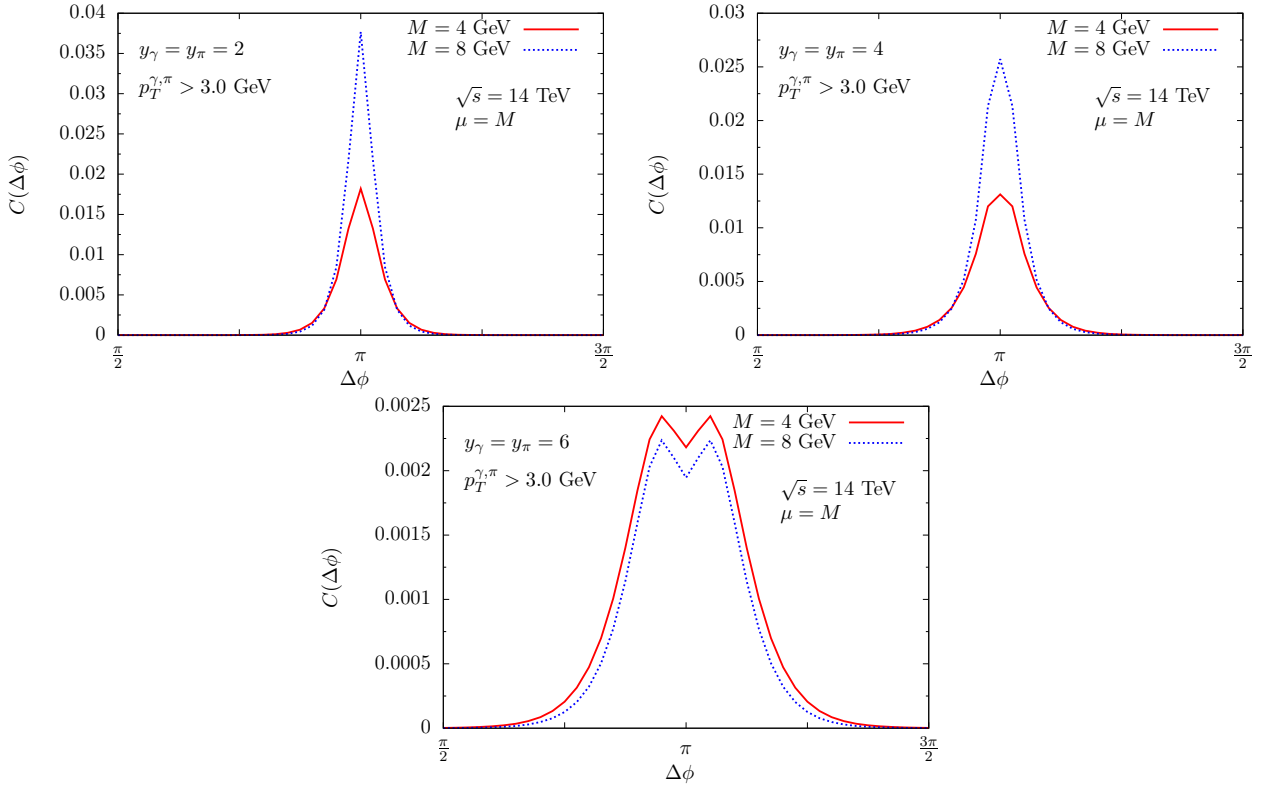 0.04
0.035
0.03
0.025
0.02
0.015
0.01
0.005
0
π/2
π
3π/2
Δφ
C(Δφ)
y_γ = y_π = 2
p_T^{γ,π} > 3.0 GeV
M = 4 GeV
M = 8 GeV
√s = 14 TeV
μ = M
0.03
0.025
0.02
0.015
0.01
0.005
0
π/2
π
3π/2
Δφ
C(Δφ)
y_γ = y_π = 4
p_T^{γ,π} > 3.0 GeV
M = 4 GeV
M = 8 GeV
√s = 14 TeV
μ = M
0.0025
0.002
0.0015
0.001
0.0005
0
π/2
π
3π/2
Δφ
C(Δφ)
y_γ = y_π = 6
p_T^{γ,π} > 3.0 GeV
M = 4 GeV
M = 8 GeV
√s = 14 TeV
μ = M